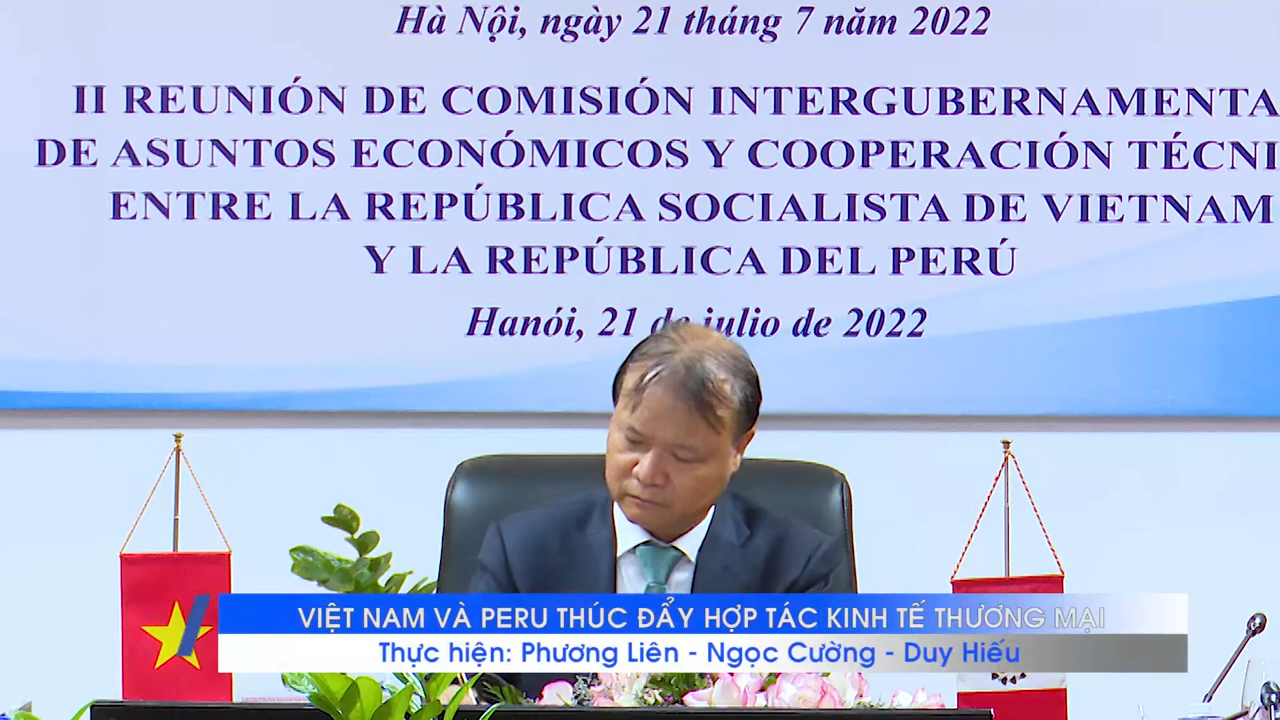 Hà Nội, ngày 21 tháng 7 năm 2022
II REUNIÓN DE COMISIÓN INTERGUBERNAMENTA
DE ASUNTOS ECONÓMICOS Y COOPERACIÓN TÉCNI
ENTRE LA REPÚBLICA SOCIALISTA DE VIETNAM
Y LA REPÚBLICA DEL PERÚ
Hanói, 21 de julio de 2022
VIỆT NAM VÀ PERU THÚC ĐẨY HỢP TÁC KINH TẾ THƯƠNG MẠI
Thực hiện: Phương Liên - Ngọc Cường - Duy Hiếu